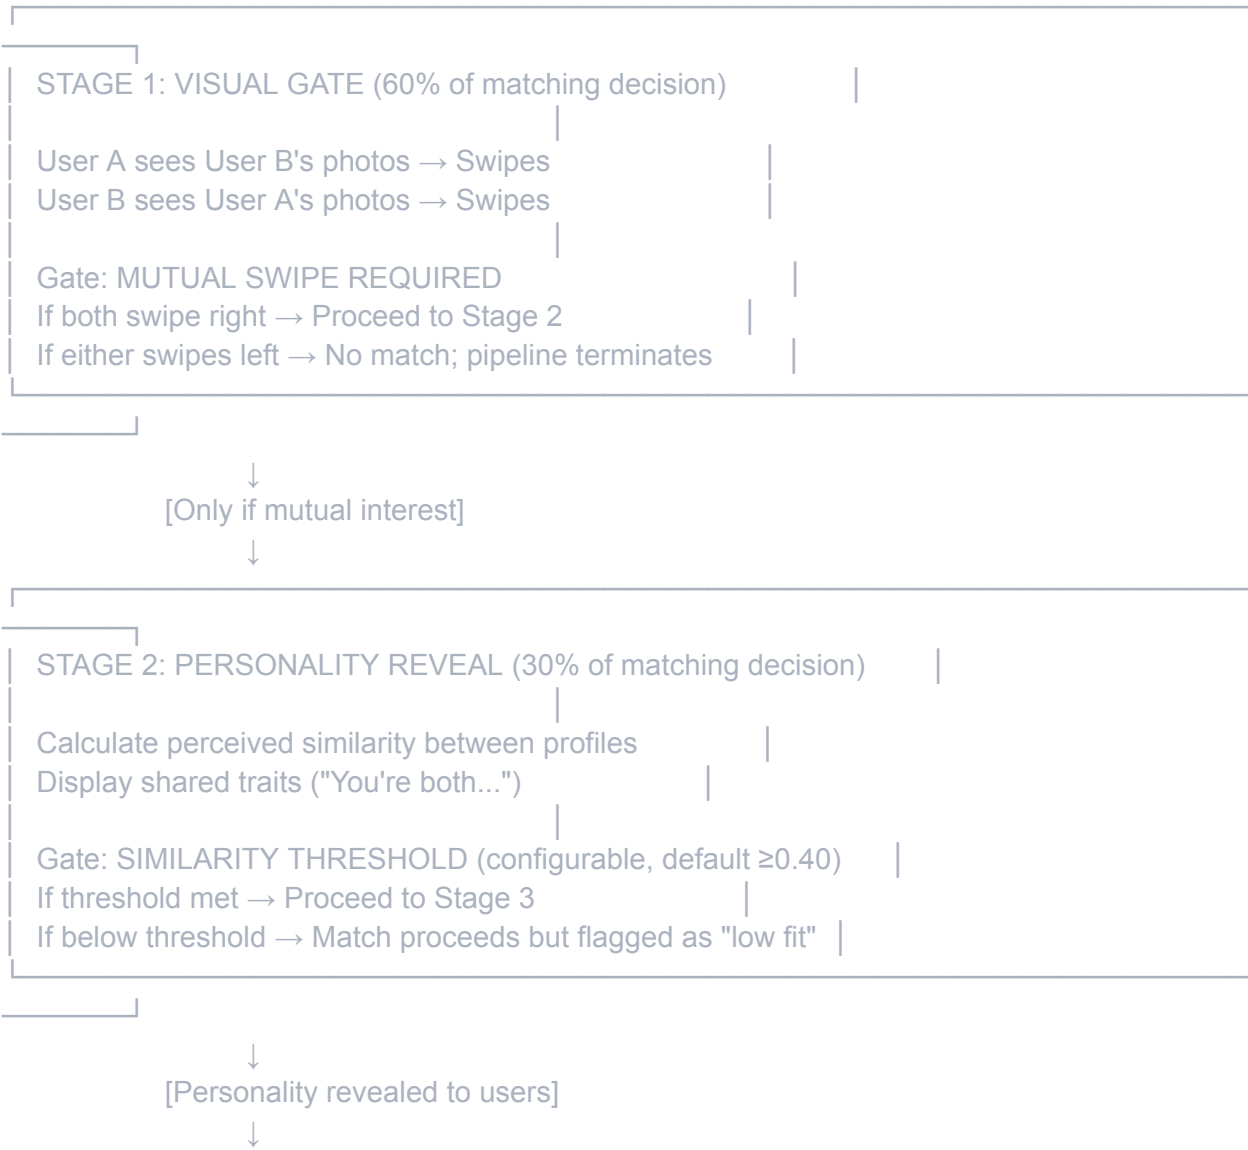 STAGE 1: VISUAL GATE (60% of matching decision)
User A sees User B's photos → Swipes
User B sees User A's photos → Swipes
Gate: MUTUAL SWIPE REQUIRED
If both swipe right → Proceed to Stage 2
If either swipes left → No match; pipeline terminates
↓
[Only if mutual interest]
↓
STAGE 2: PERSONALITY REVEAL (30% of matching decision)
Calculate perceived similarity between profiles
Display shared traits ("You're both...")
Gate: SIMILARITY THRESHOLD (configurable, default ≥0.40)
If threshold met → Proceed to Stage 3
If below threshold → Match proceeds but flagged as "low fit"
↓
[Personality revealed to users]
↓